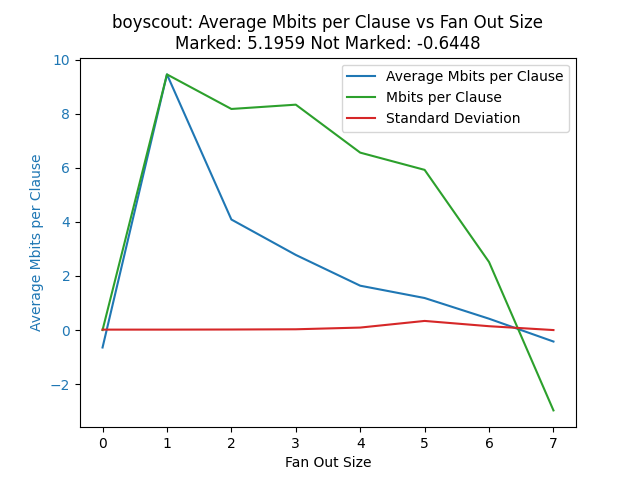 boyscout: Average Mbits per Clause vs Fan Out Size
Marked: 5.1959 Not Marked: -0.6448
Average Mbits per Clause
Mbits per Clause
Standard Deviation
Average Mbits per Clause
10
8
6
4
2
0
−2
0 1 2 3 4 5 6 7
Fan Out Size